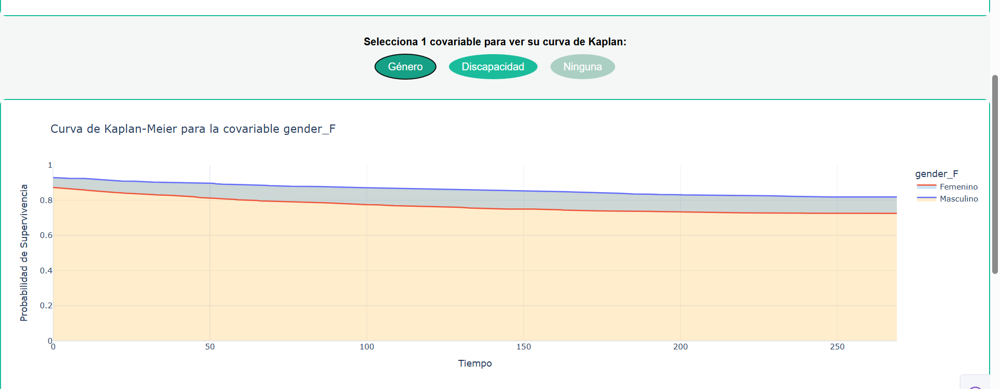 Selecciona 1 covariable para ver su curva de Kaplan:
Género Discapacidad Ninguna
Curva de Kaplan-Meier para la covariable gender_F
gender_F
Femenino
Masculino
Probabilidad de Supervivencia
1
0.8
0.6
0.4
0.2
0
0 50 100 150 200 250
Tiempo